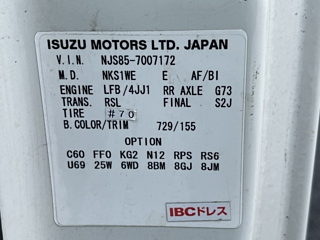 ISUZU MOTORS LTD. JAPAN
V.I.N. NJS85-7007172
M.D. NKS1WE E AF/BI
ENGINE LFB/4JJ1 RR AXLE G73
TRANS. RSL FINAL S2J
TIRE #70
B.COLOR/TRIM 729/155
OPTION
C60 FF0 KG2 N12 RPS RS6
U69 25W 6WD 8BM 8GJ 8JM
IBCドレス